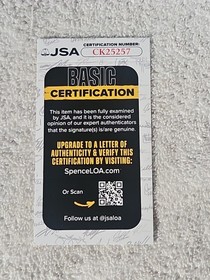 JSA
CERTIFICATION NUMBER:
CK25257
BASIC
CERTIFICATION
This item has been fully examined
by JSA, and it is the considered
opinion of our expert authenticators
that the signature(s) is/are genuine.
UPGRADE TO A LETTER OF
AUTHENTICITY & VERIFY THIS
CERTIFICATION BY VISITING:
SpenceLOA.com
Or Scan
Follow us at @jsaloa